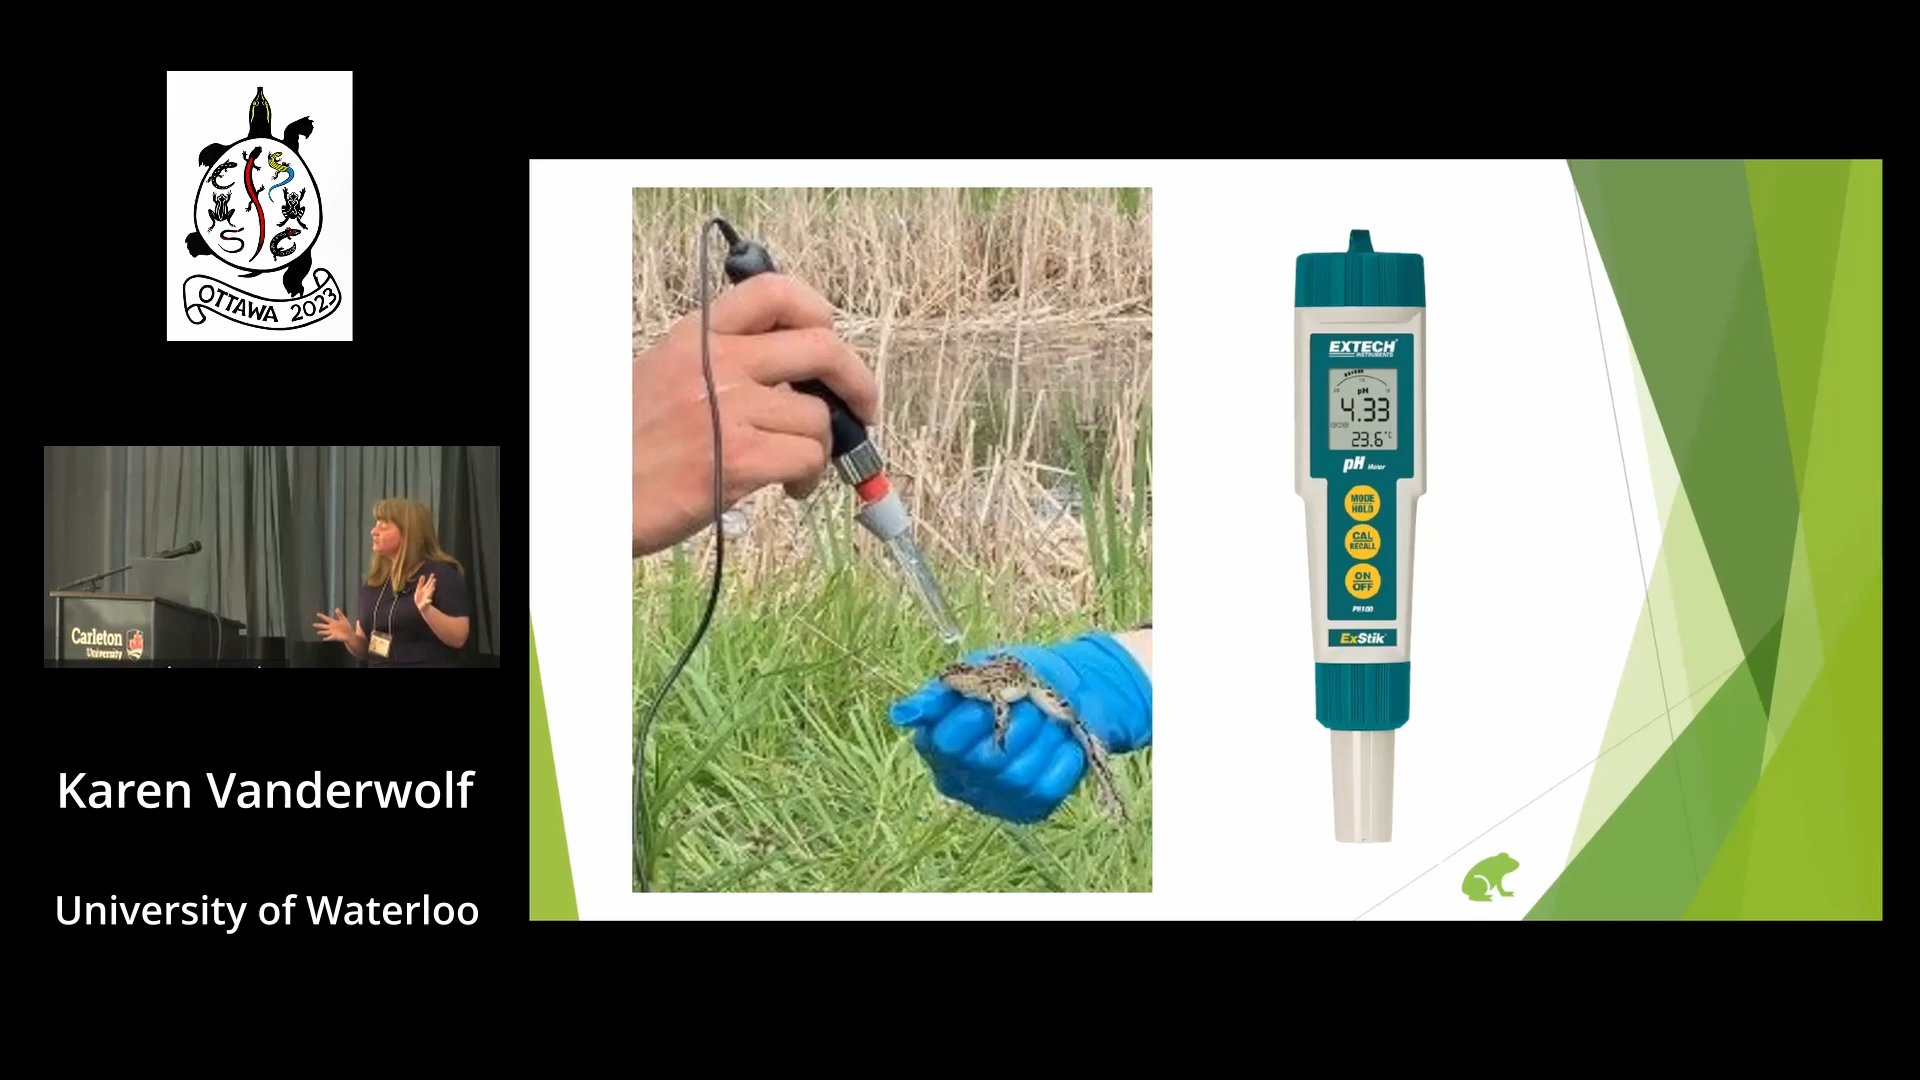 OTTAWA 2023
Carleton
University
Karen Vanderwolf
University of Waterloo
EXTECH
INSTRUMENTS
pH
4.33
23.6°C
pH Meter
MODE
HOLD
CAL
RECALL
ON
OFF
PH100
ExStik